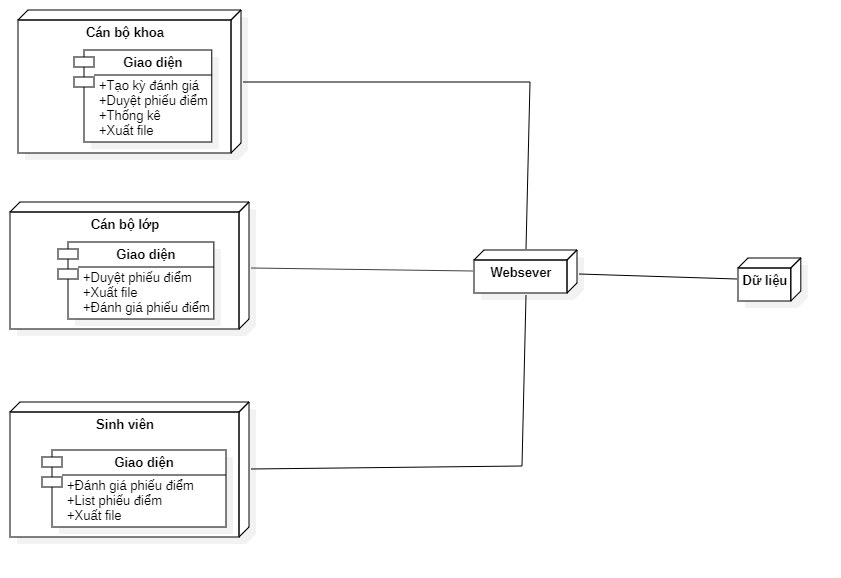 Cán bộ khoa
Giao diện
+Tạo kỳ đánh giá
+Duyệt phiếu điểm
+Thống kê
+Xuất file
Cán bộ lớp
Giao diện
+Duyệt phiếu điểm
+Xuất file
+Đánh giá phiếu điểm
Websever
Dữ liệu
Sinh viên
Giao diện
+Đánh giá phiếu điểm
+List phiếu điểm
+Xuất file